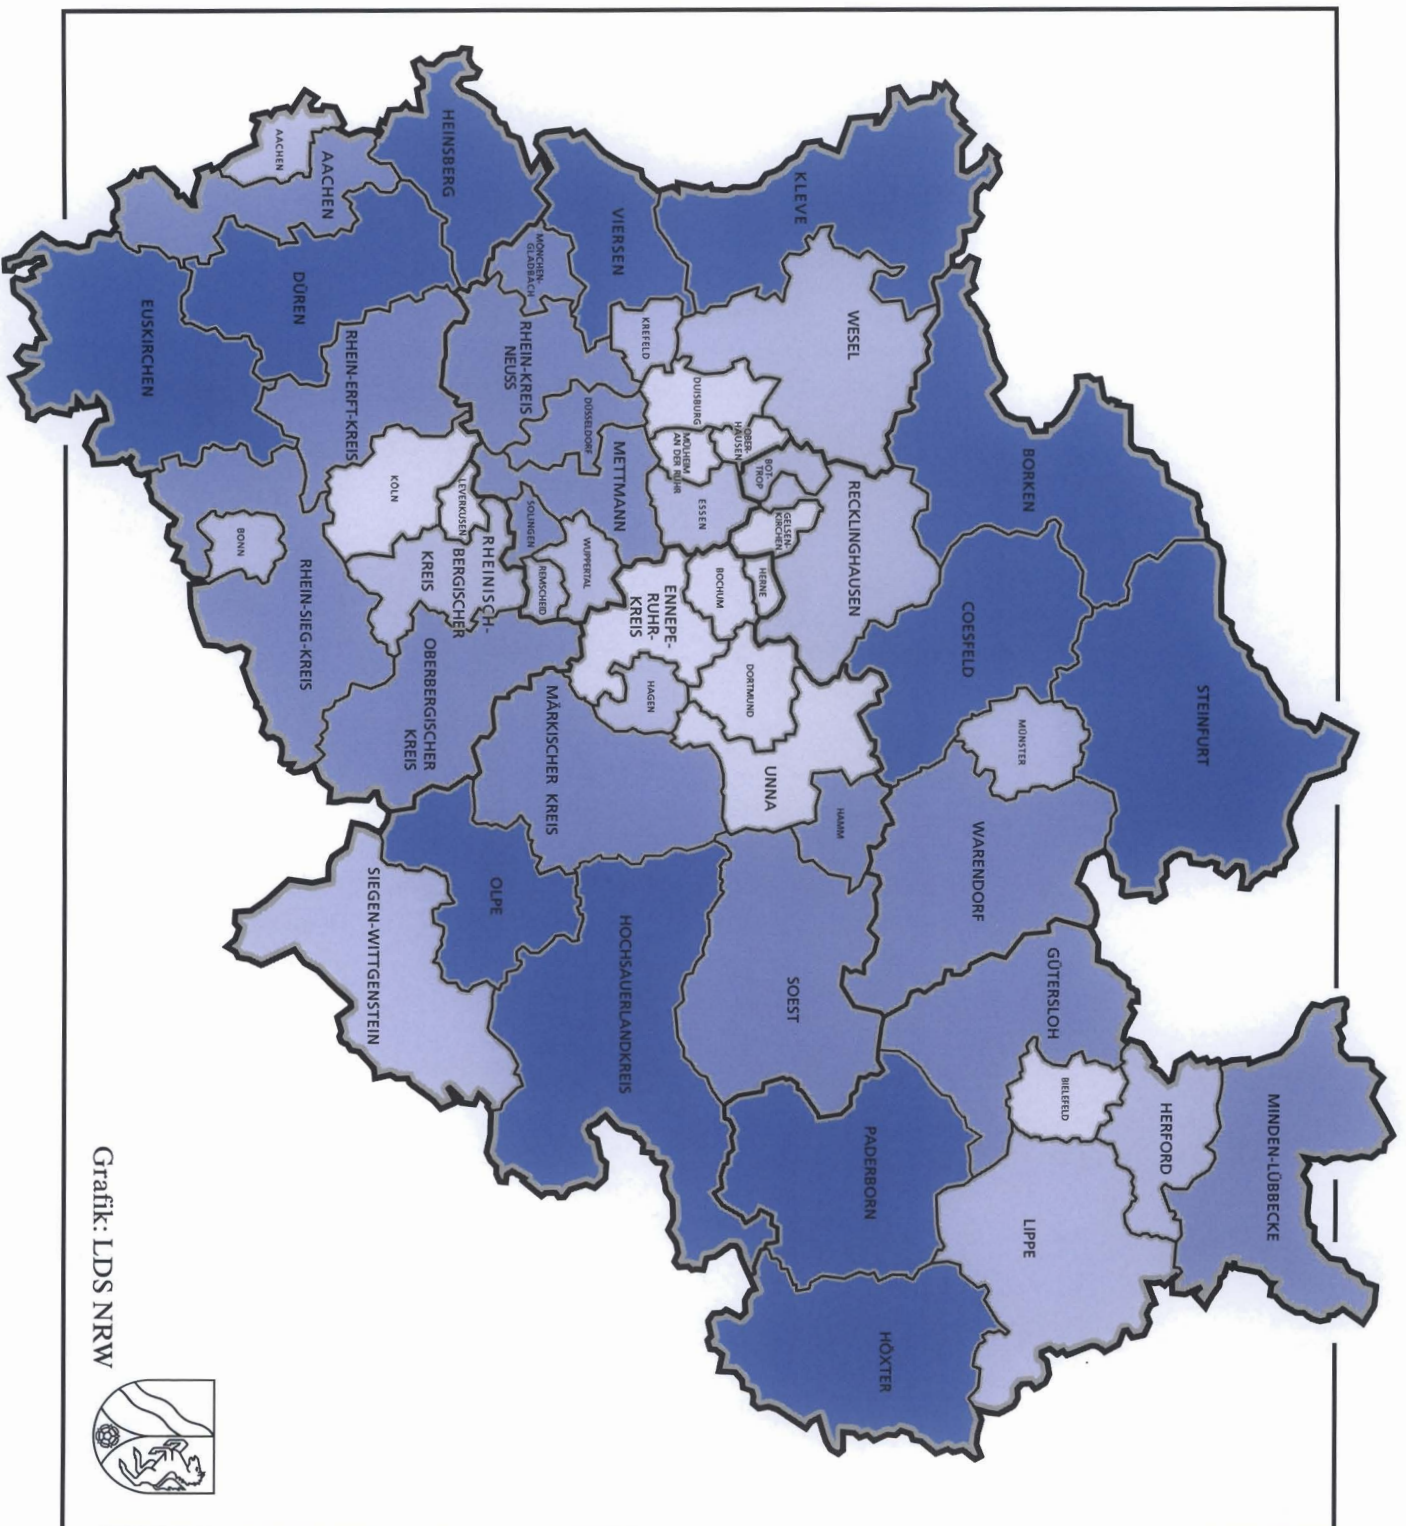 MINDEN-LÜBBECKE
STEINFURT
HERFORD
BIELEFELD
GÜTERSLOH
LIPPE
MÜNSTER
WARENDORF
BORKEN
COESFELD
HÖXTER
PADERBORN
KLEVE
WESEL
RECKLINGHAUSEN
HAMM
SOEST
UNNA
BOT-
TROP
GELSEN-
KIRCHEN
HERNE
OBER-
HAUSEN
DORTMUND
BOCHUM
DUISBURG
ESSEN
MÜLHEIM
AN DER RUHR
ENNEPE-
RUHR-
KREIS
HAGEN
KREFELD
VIERSEN
METTMANN
HOCHSAUERLANDKREIS
DÜSSELDORF
WUPPERTAL
MÄRKISCHER KREIS
MÖNCHEN-
GLADBACH
RHEIN-KREIS
NEUSS
SOLINGEN
REMSCHEID
OLPE
HEINSBERG
LEVERKUSEN
RHEINISCH-
BERGISCHER
KREIS
OBERBERGISCHER
KREIS
KÖLN
SIEGEN-WITTGENSTEIN
RHEIN-ERFT-KREIS
AACHEN
AACHEN
DÜREN
RHEIN-SIEG-KREIS
BONN
EUSKIRCHEN
Grafik: LDS NRW